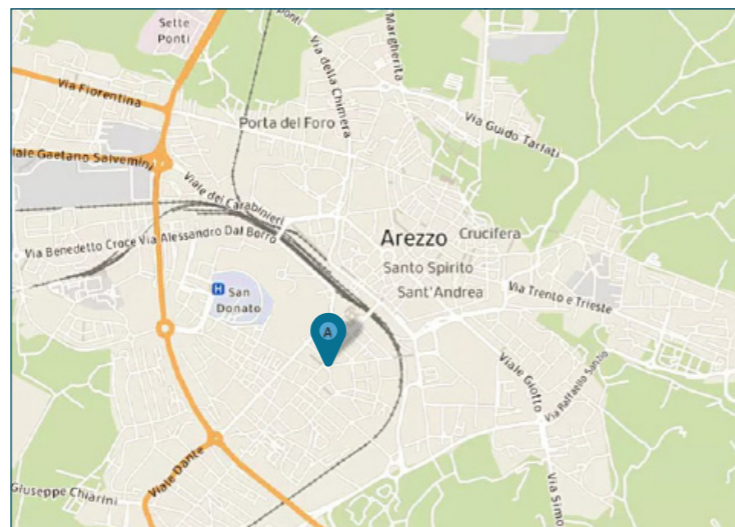 Sette
Ponti
Via Fiorentina
Via della Chimera
Margherita
Porta del Foro
Via Guido Tarlati
Viale Gaetano Salvemini
Viale dei Carabinieri
Via Benedetto Croce
Via Alessandro Dal Borro
Arezzo
Crucifera
Santo Spirito
Sant'Andrea
H
San
Donato
Via Trento e Trieste
A
Viale Giotto
Via Raffaello Sanzio
Viale Dante
Giuseppe Chiarini
Via Simo